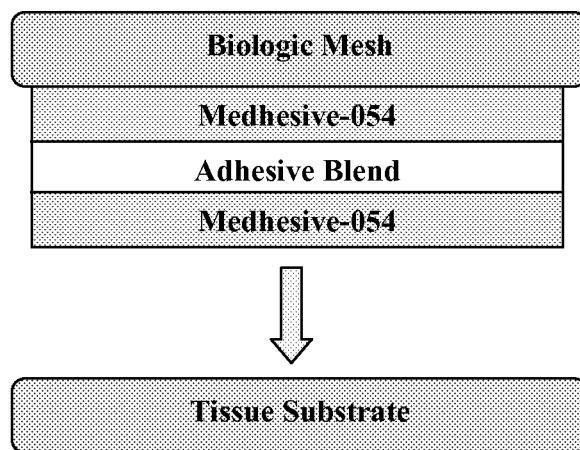 Biologic Mesh
Medhesive-054
Adhesive Blend
Medhesive-054
Tissue Substrate